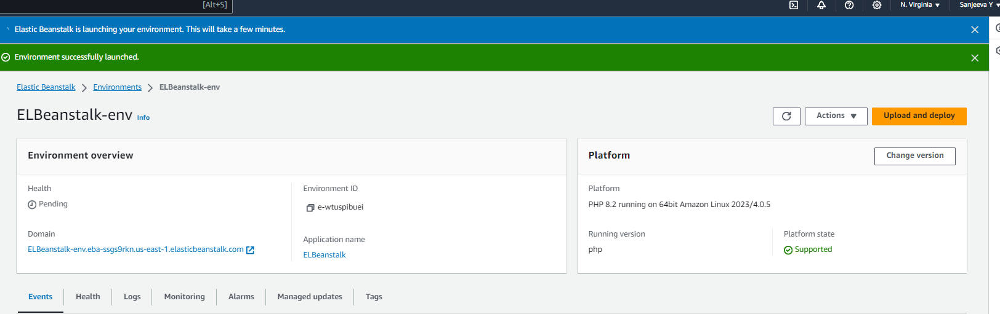 [Alt+S]
N. Virginia
Sanjeeva Y
Elastic Beanstalk is launching your environment. This will take a few minutes.
Environment successfully launched.
Elastic Beanstalk
Environments
ELBeanstalk-env
ELBeanstalk-env Info
Actions
Upload and deploy
Environment overview
Health
Pending
Domain
ELBeanstalk-env.eba-ssgs9rkn.us-east-1.elasticbeanstalk.com
Environment ID
e-wtuspibuei
Application name
ELBeanstalk
Platform
Change version
Platform
PHP 8.2 running on 64bit Amazon Linux 2023/4.0.5
Running version
php
Platform state
Supported
Events
Health
Logs
Monitoring
Alarms
Managed updates
Tags